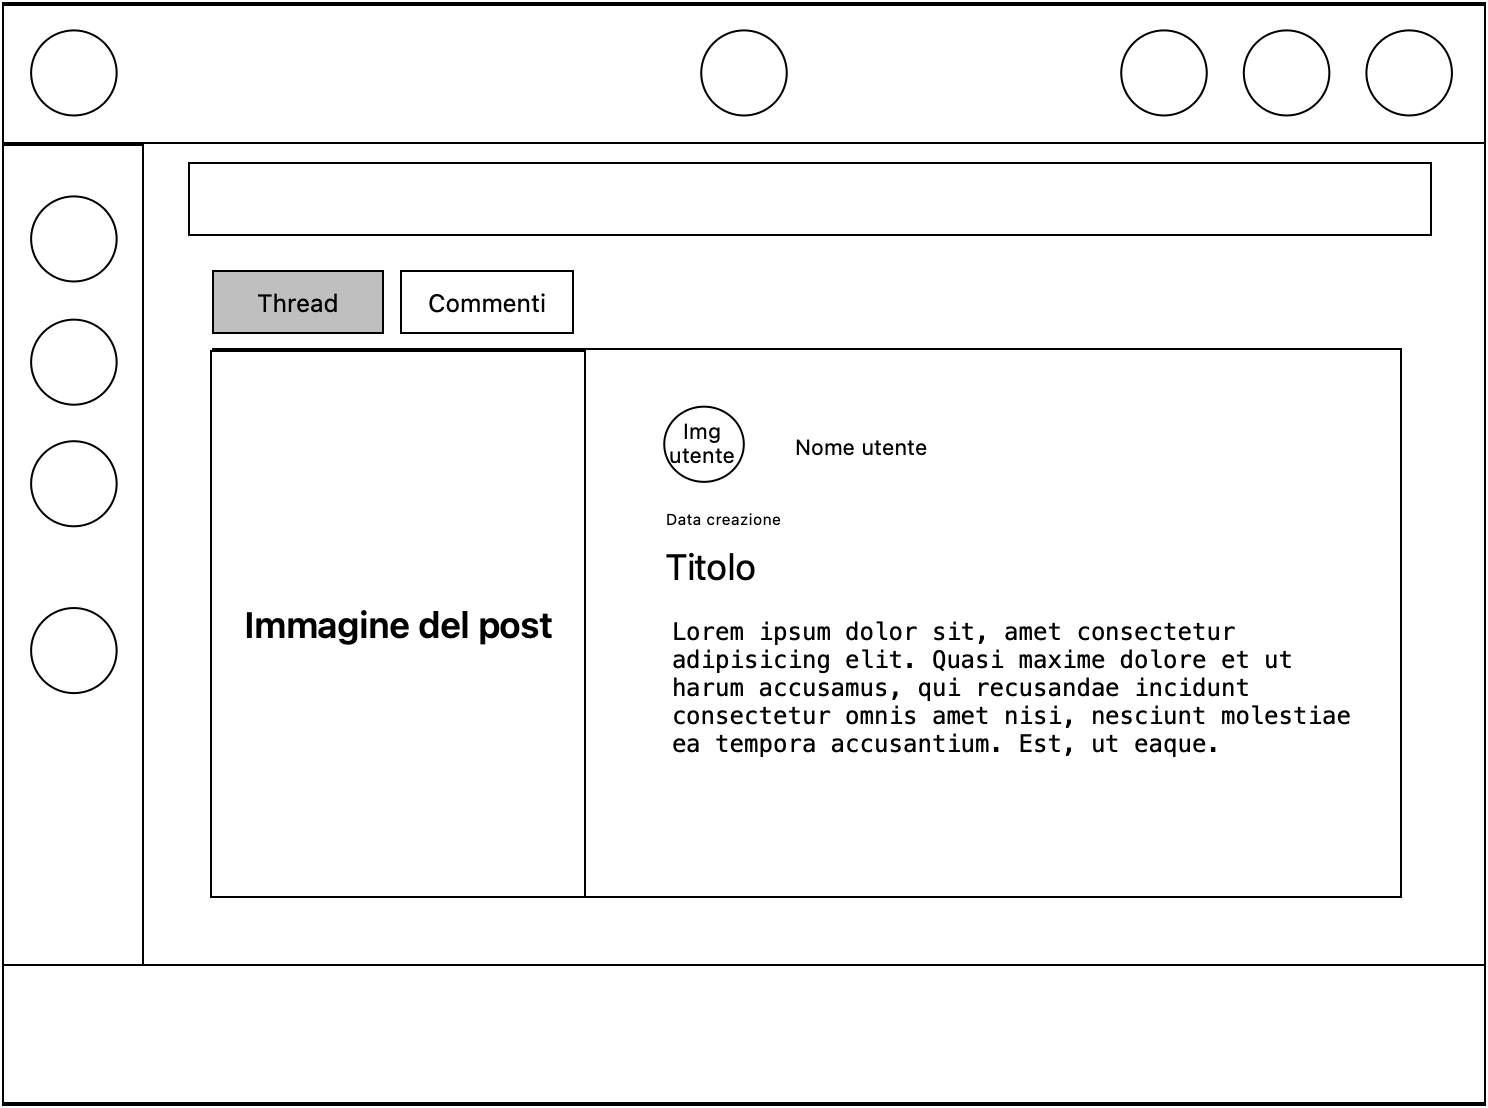 Thread
Commenti
Immagine del post
Img
utente
Nome utente
Data creazione
Titolo
Lorem ipsum dolor sit, amet consectetur
adipisicing elit. Quasi maxime dolore et ut
harum accusamus, qui recusandae incidunt
consectetur omnis amet nisi, nesciunt molestiae
ea tempora accusantium. Est, ut eaque.